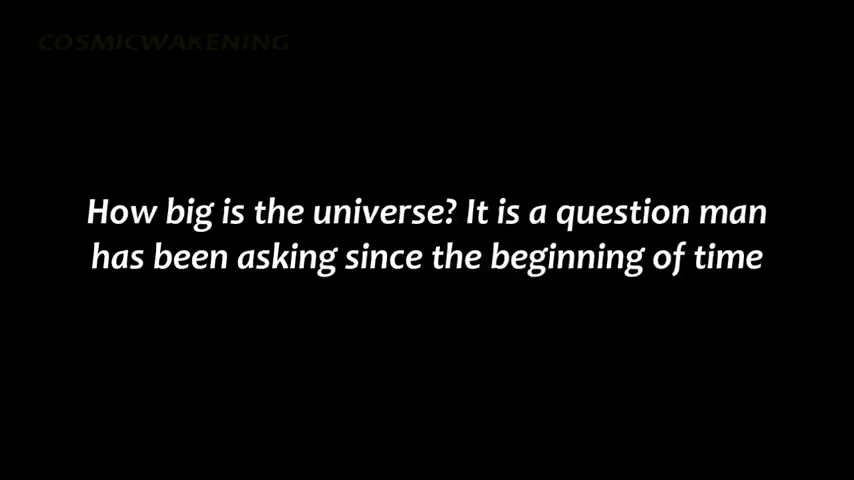 COSMICWAKENING
How big is the universe? It is a question man
has been asking since the beginning of time